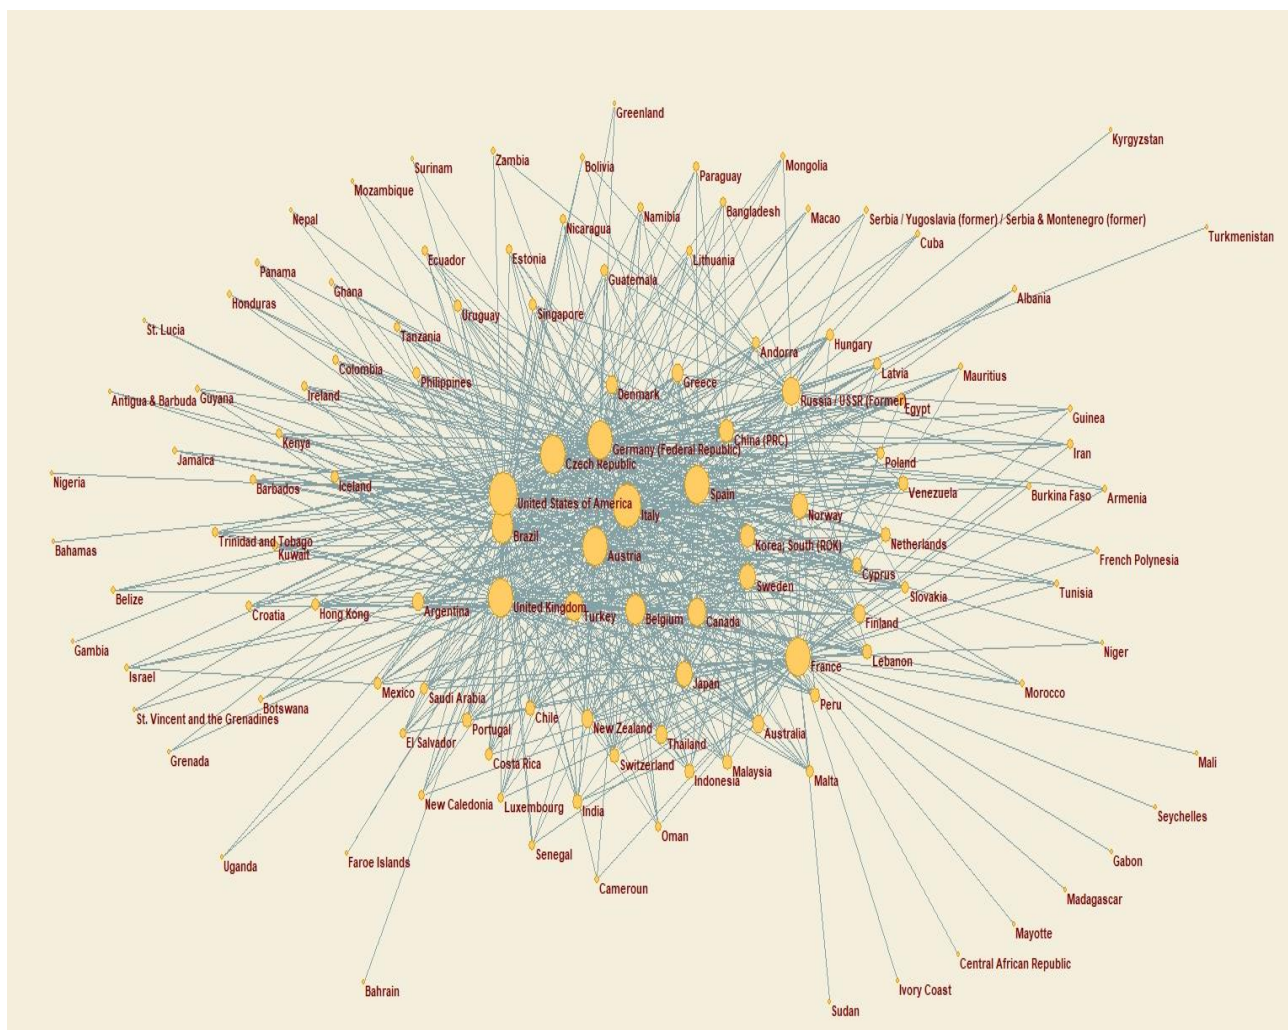 Greenland
Kyrgyzstan
Zambia
Surinam
Bolivia
Mongolia
Paraguay
Mozambique
Bangladesh
Nepal
Namibia
Macao
Serbia / Yugoslavia (former) / Serbia & Montenegro (former)
Nicaragua
Turkmenistan
Cuba
Ecuador
Estonia
Lithuania
Panama
Guatemala
Ghana
Albania
Honduras
Uruguay
Singapore
St. Lucia
Tanzania
Andorra
Hungary
Colombia
Philippines
Greece
Latvia
Mauritius
Ireland
Denmark
Antigua & Barbuda
Guyana
Russia / USSR (Former)
Egypt
Guinea
Kenya
China (PRC)
Germany (Federal Republic)
Iran
Jamaica
Czech Republic
Poland
Nigeria
Barbados
Iceland
Spain
Venezuela
Burkina Faso
Armenia
United States of America
Italy
Norway
Brazil
Trinidad and Tobago
Kuwait
Korea; South (ROK)
Netherlands
Bahamas
Austria
French Polynesia
Cyprus
Sweden
Slovakia
Tunisia
Belize
Croatia
Hong Kong
Argentina
United Kingdom
Turkey
Belgium
Canada
Finland
Gambia
Niger
Lebanon
France
Israel
Japan
Mexico
Saudi Arabia
Morocco
Peru
Botswana
St. Vincent and the Grenadines
Chile
Portugal
New Zealand
Australia
El Salvador
Thailand
Grenada
Costa Rica
Switzerland
Malaysia
Indonesia
Malta
Mali
New Caledonia
Luxembourg
India
Seychelles
Oman
Senegal
Uganda
Faroe Islands
Gabon
Cameroun
Madagascar
Mayotte
Central African Republic
Bahrain
Ivory Coast
Sudan